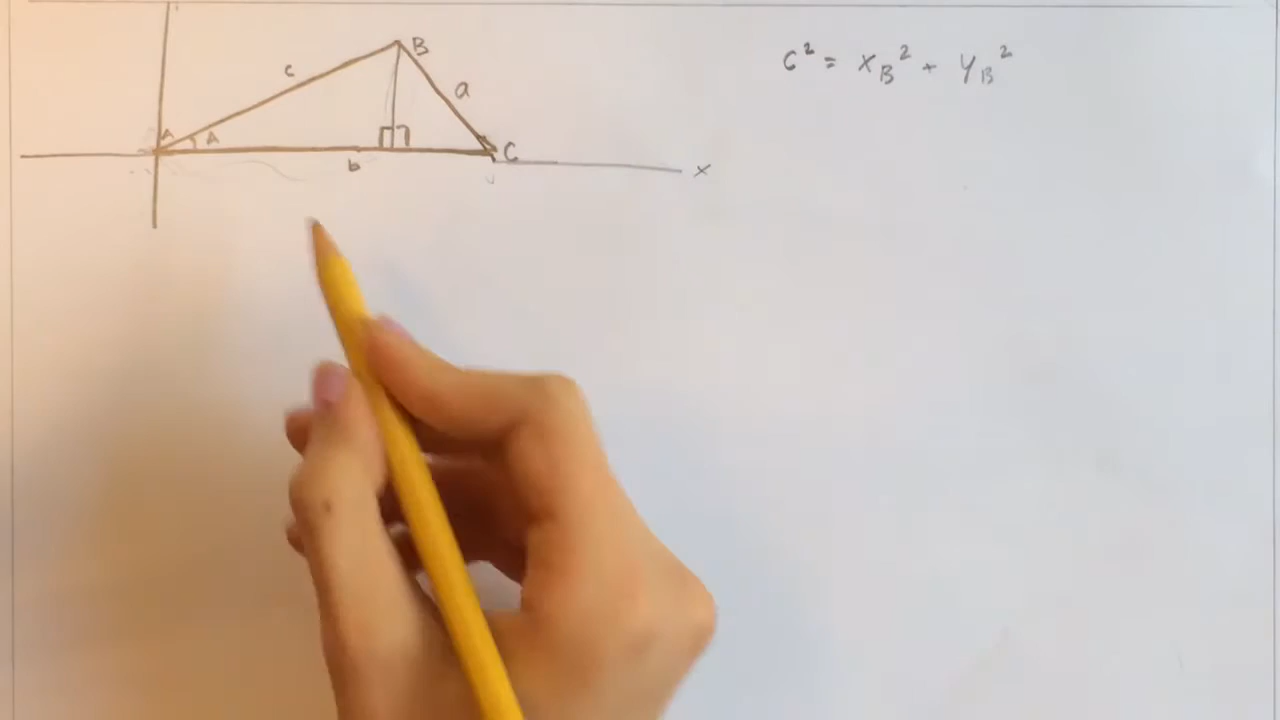 B
c
a
A A
C
b
x
c² = x_B² + y_B²